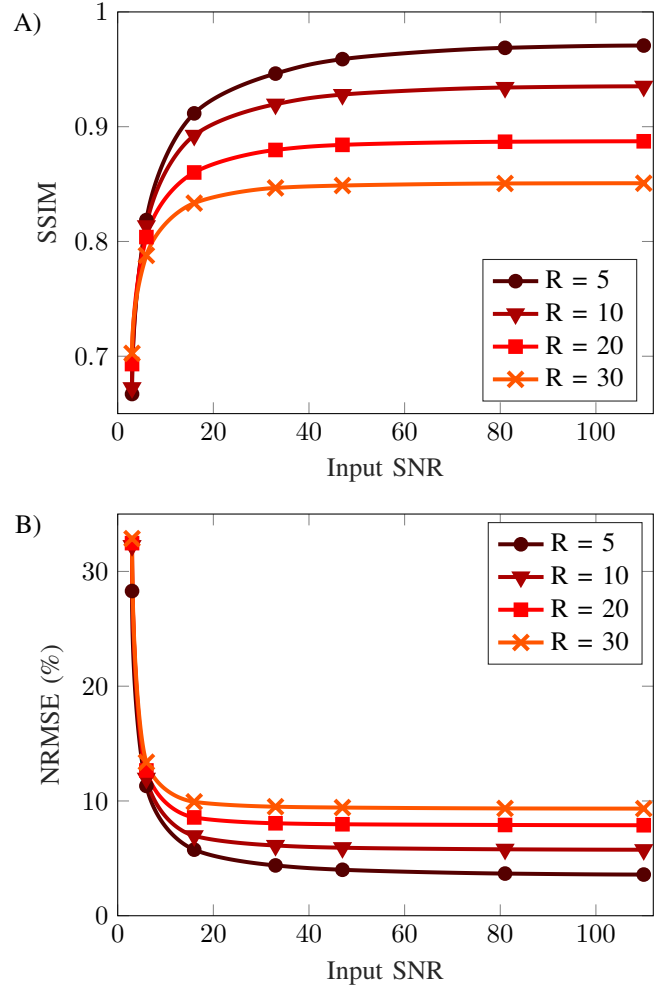 A)
1
0.9
0.8
0.7
SSIM
R = 5
R = 10
R = 20
R = 30
0 20 40 60 80 100
Input SNR
B)
30
20
10
0
NRMSE (%)
R = 5
R = 10
R = 20
R = 30
0 20 40 60 80 100
Input SNR